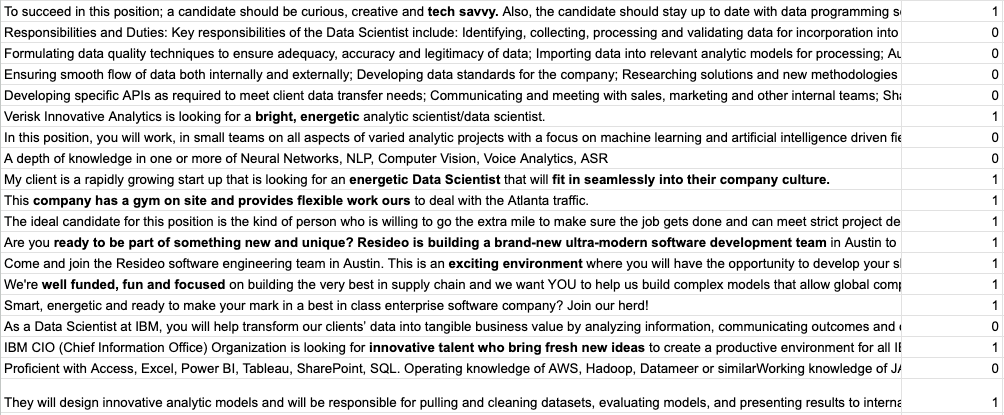 To succeed in this position; a candidate should be curious, creative and tech savvy. Also, the candidate should stay up to date with data programming 1
Responsibilities and Duties: Key responsibilities of the Data Scientist include: Identifying, collecting, processing and validating data for incorporation into 0
Formulating data quality techniques to ensure adequacy, accuracy and legitimacy of data; Importing data into relevant analytic models for processing; 0
Ensuring smooth flow of data both internally and externally; Developing data standards for the company; Researching solutions and new methodologies 0
Developing specific APIs as required to meet client data transfer needs; Communicating and meeting with sales, marketing and other internal teams; 0
Verisk Innovative Analytics is looking for a bright, energetic analytic scientist/data scientist. 1
In this position, you will work, in small teams on all aspects of varied analytic projects with a focus on machine learning and artificial intelligence driven 0
A depth of knowledge in one or more of Neural Networks, NLP, Computer Vision, Voice Analytics, ASR 0
My client is a rapidly growing start up that is looking for an energetic Data Scientist that will fit in seamlessly into their company culture. 1
This company has a gym on site and provides flexible work ours to deal with the Atlanta traffic. 1
The ideal candidate for this position is the kind of person who is willing to go the extra mile to make sure the job gets done and can meet strict project 1
Are you ready to be part of something new and unique? Resideo is building a brand-new ultra-modern software development team in Austin to 1
Come and join the Resideo software engineering team in Austin. This is an exciting environment where you will have the opportunity to develop your 1
We're well funded, fun and focused on building the very best in supply chain and we want YOU to help us build complex models that allow global 1
Smart, energetic and ready to make your mark in a best in class enterprise software company? Join our herd! 1
As a Data Scientist at IBM, you will help transform our clients' data into tangible business value by analyzing information, communicating outcomes and 0
IBM CIO (Chief Information Office) Organization is looking for innovative talent who bring fresh new ideas to create a productive environment for all 1
Proficient with Access, Excel, Power BI, Tableau, SharePoint, SQL. Operating knowledge of AWS, Hadoop, Datameer or similarWorking knowledge of 0
They will design innovative analytic models and will be responsible for pulling and cleaning datasets, evaluating models, and presenting results to 1